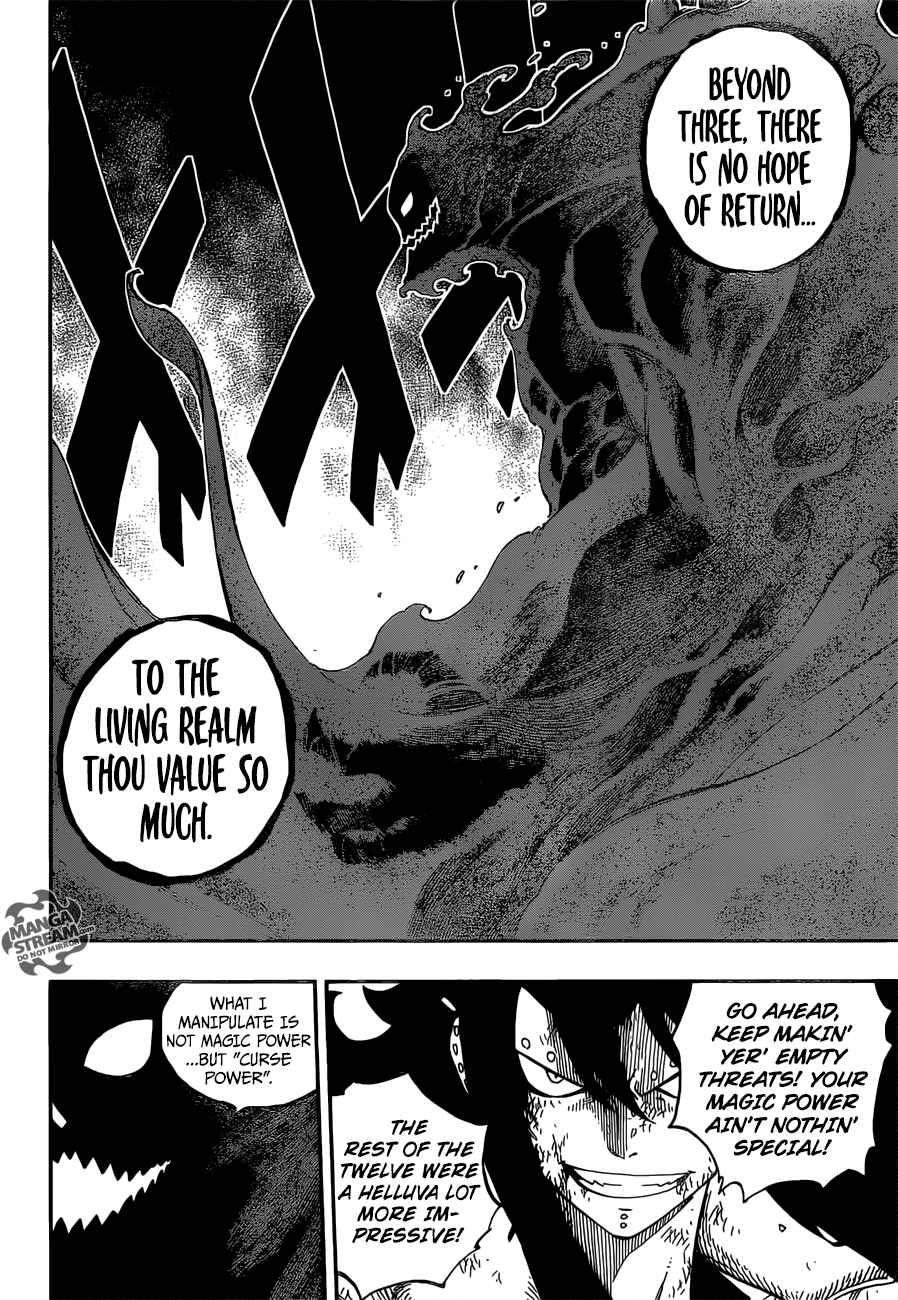 BEYOND
THREE, THERE
IS NO HOPE
OF RETURN...
TO THE
LIVING REALM
THOU VALUE SO
MUCH.
GO AHEAD,
KEEP MAKIN'
YER' EMPTY
THREATS! YOUR
MAGIC POWER
AIN'T NOTHIN'
SPECIAL!
THE
REST OF THE
TWELVE WERE
A HELLUVA LOT
MORE IM-
PRESSIVE!
WHAT I
MANIPULATE IS
NOT MAGIC POWER
...BUT "CURSE
POWER".
MANGA
STREAM.com
DO NOT MIRROR